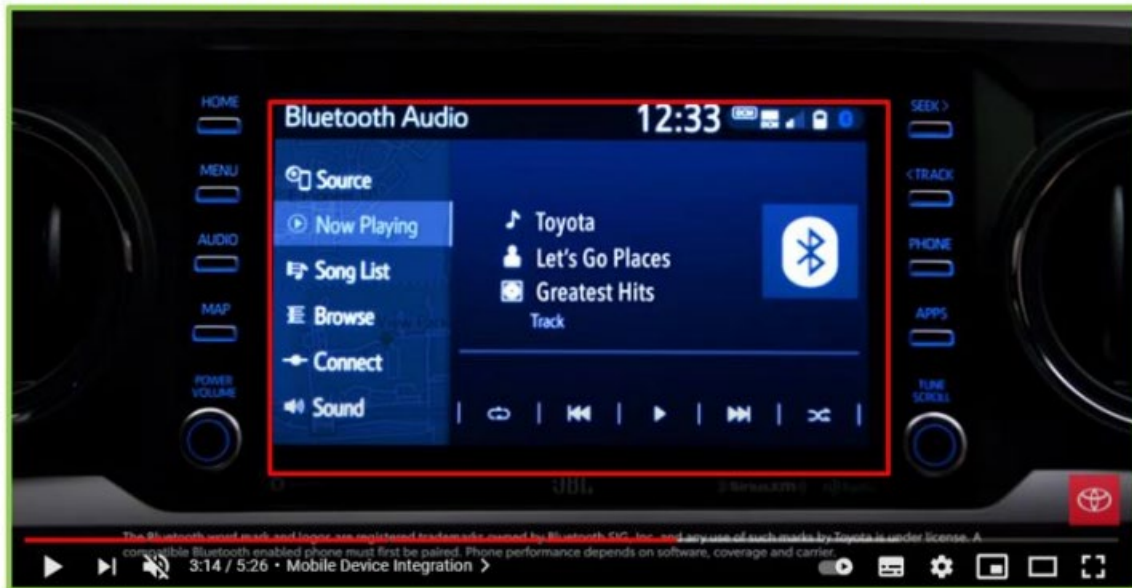 HOME
MENU
AUDIO
MAP
POWER
VOLUME
Bluetooth Audio 12:33
DCM
DCM
Source
Now Playing
Song List
Browse
Connect
Sound
Toyota
Let's Go Places
Greatest Hits
Track
SEEK >
< TRACK
PHONE
APPS
TUNE
SCROLL
JBL
SiriusXM
The Bluetooth word mark and logos are registered trademarks owned by Bluetooth SIG, Inc. and any use of such marks by Toyota is under license. A
compatible Bluetooth enabled phone must first be paired. Phone performance depends on software, coverage and carrier.
3:14 / 5:26 • Mobile Device Integration >